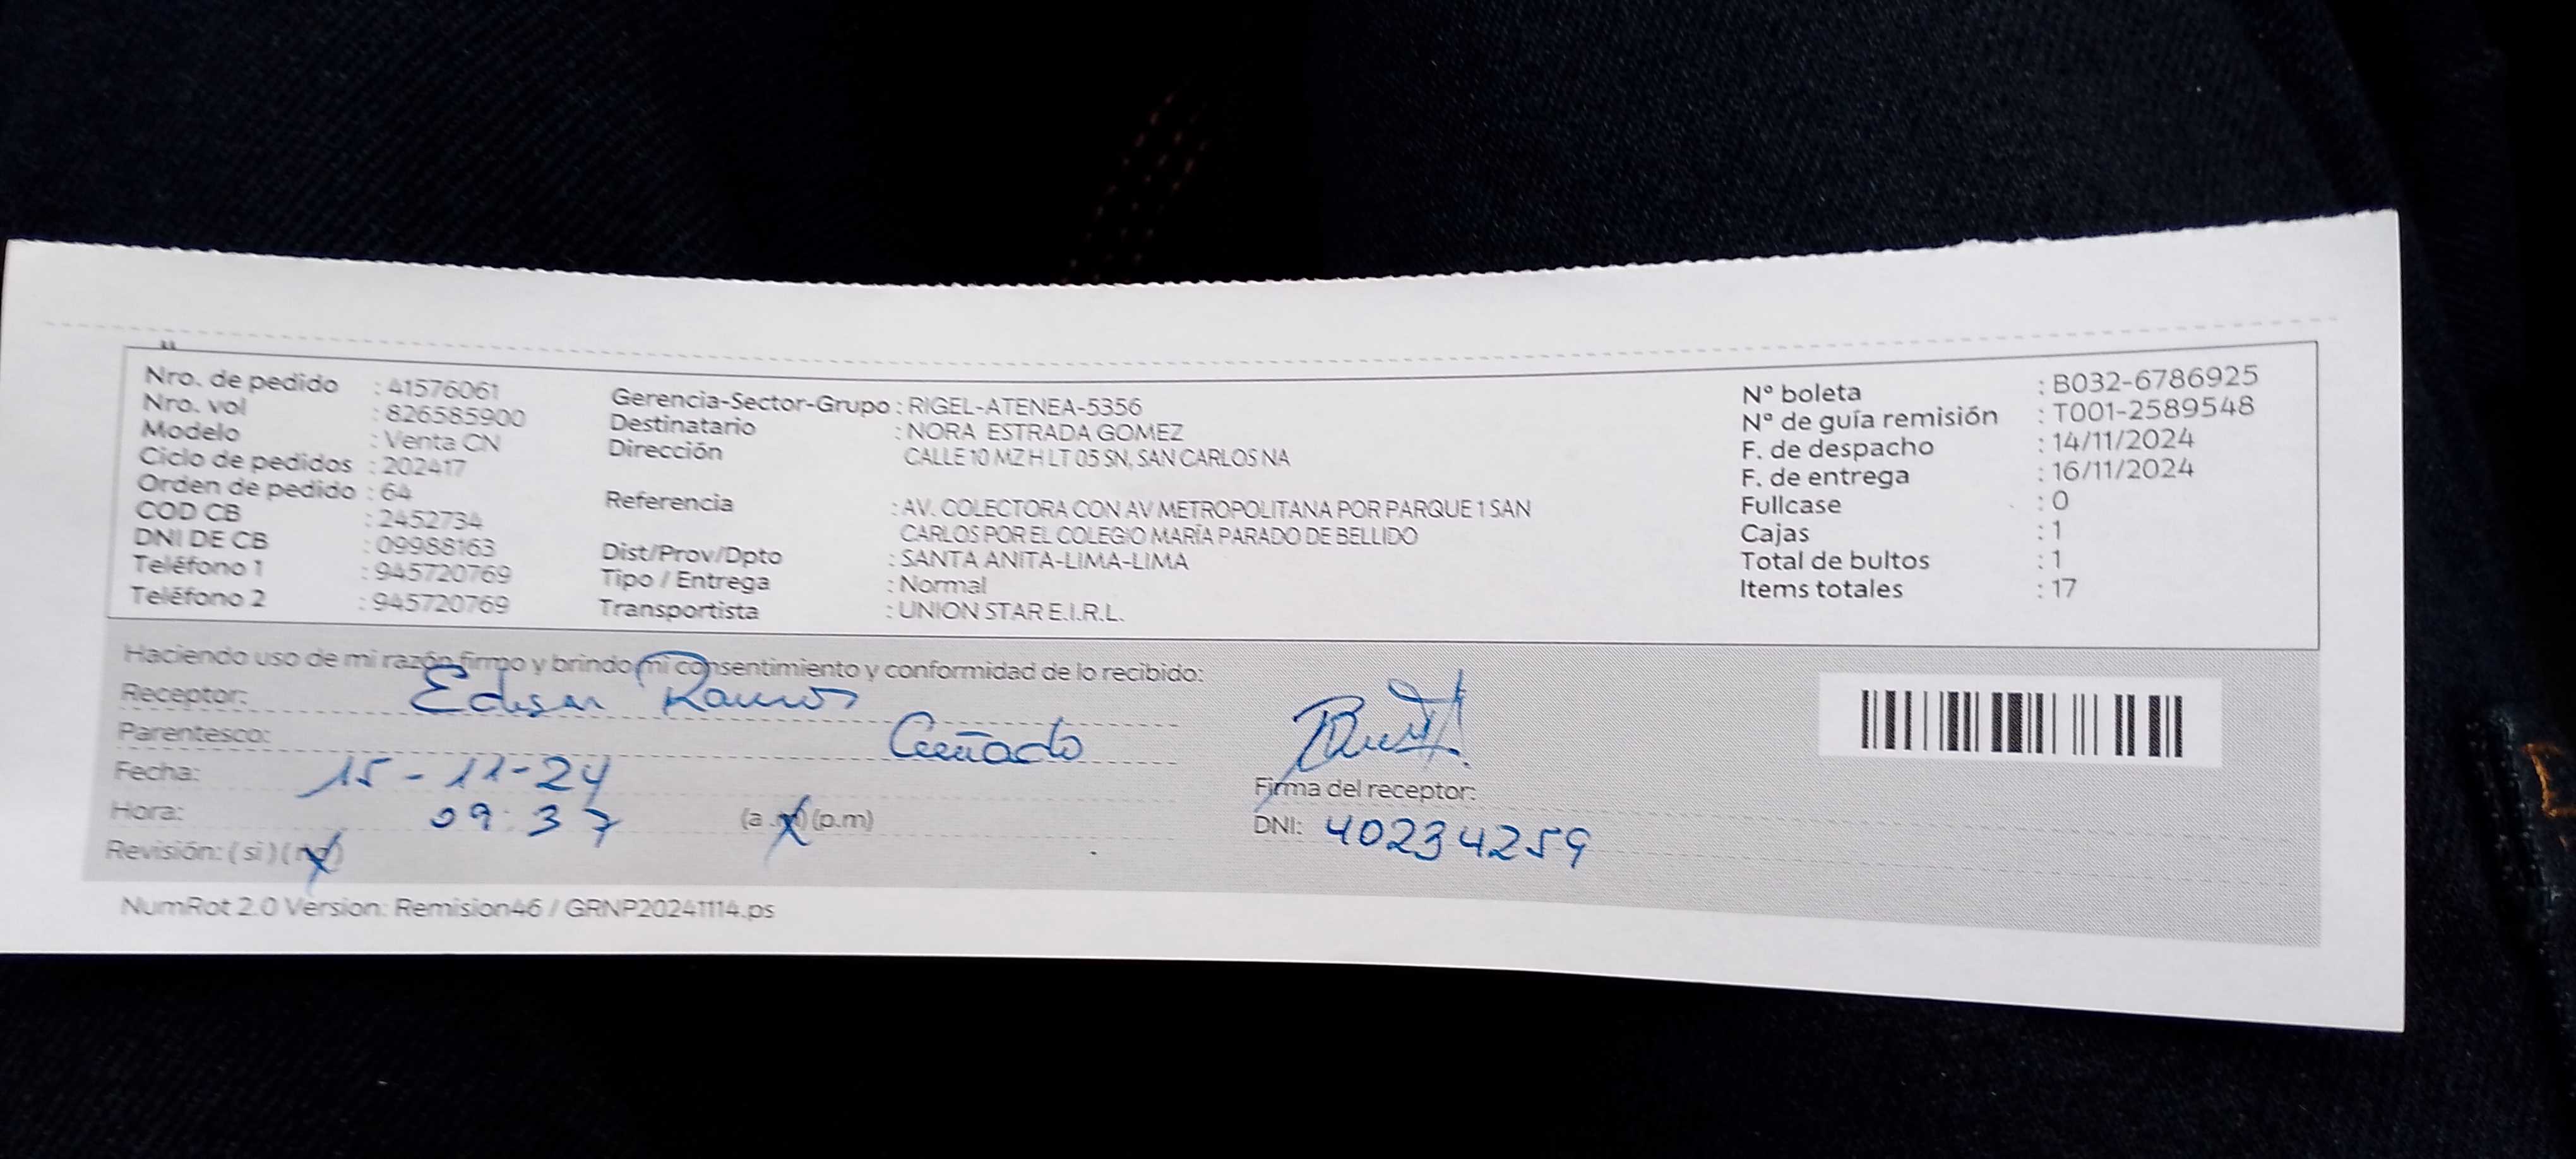 Nro. de pedido : 41576061
Nro. vol : 826585900
Modelo : Venta CN
Ciclo de pedidos : 202417
Orden de pedido : 64
COD CB : 2452734
DNI DE CB : 09988163
Teléfono 1 : 945720769
Teléfono 2 : 945720769
Gerencia-Sector-Grupo : RIGEL-ATENEA-5356
Destinatario : NORA ESTRADA GOMEZ
Dirección CALLE 10 MZ H LT 05 SN, SAN CARLOS NA
Referencia : AV. COLECTORA CON AV METROPOLITANA POR PARQUE 1 SAN
CARLOS POR EL COLEGIO MARÍA PARADO DE BELLIDO
Dist/Prov/Dpto : SANTA ANITA-LIMA-LIMA
Tipo / Entrega : Normal
Transportista : UNION STAR E.I.R.L.
N° boleta : B032-6786925
N° de guía remisión : T001-2589548
F. de despacho : 14/11/2024
F. de entrega : 16/11/2024
Fullcase : 0
Cajas : 1
Total de bultos : 1
Items totales : 17
Haciendo uso de mi razón firmo y brindo mi consentimiento y conformidad de lo recibido:
Receptor: Edisan Ramos
Parentesco: Cuñado
Fecha: 15-11-24
Hora: 09:37 (a.m) (p.m)
Revisión: (si) (no)
Firma del receptor:
DNI: 40234259
NumRot 2.0 Version: Remision46 / GRNP20241114.ps